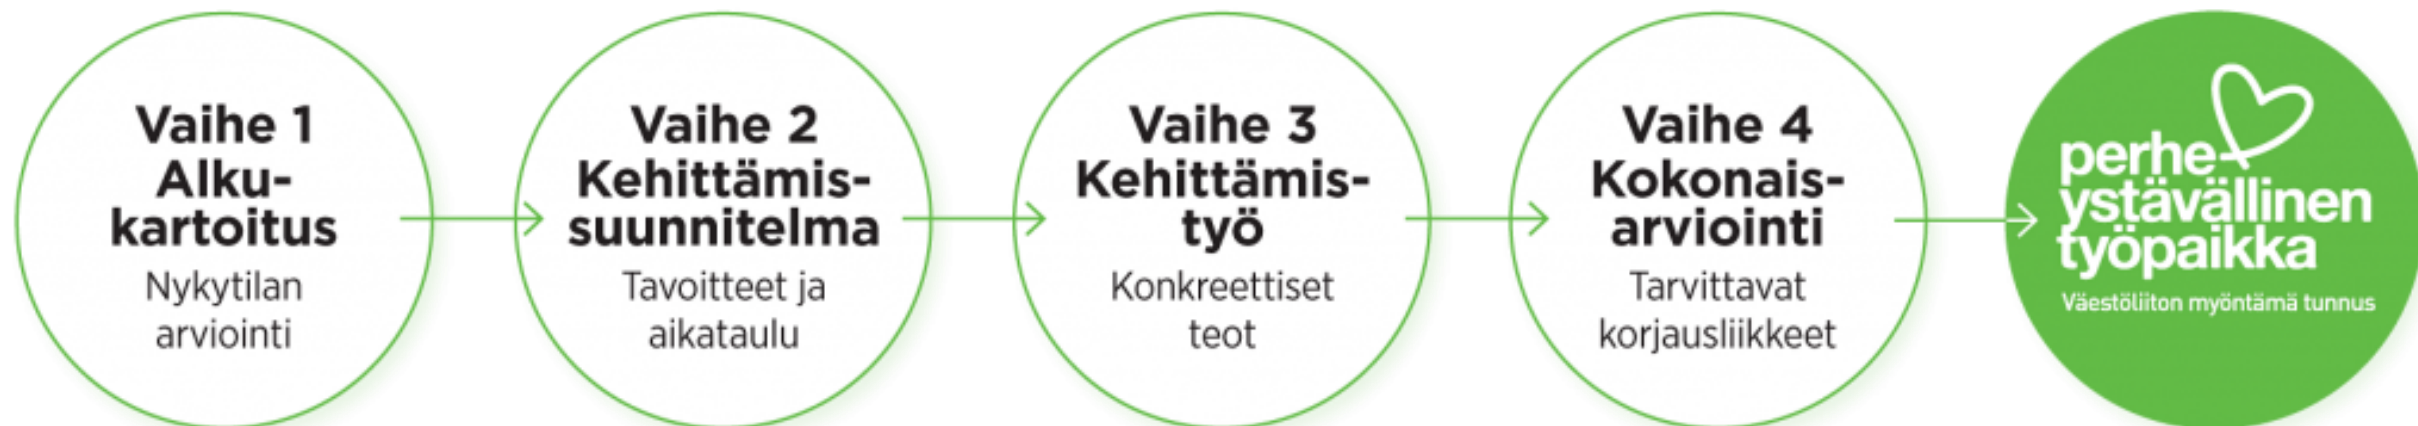 Vaihe 1
Alku-
kartoitus
Nykytilan
arviointi
Vaihe 2
Kehittämis-
suunnitelma
Tavoitteet ja
aikataulu
Vaihe 3
Kehittämis-
työ
Konkreettiset
teot
Vaihe 4
Kokonais-
arviointi
Tarvittavat
korjausliikkeet
perhe-
ystävällinen
työpaikka
Väestöliiton myöntämä tunnus